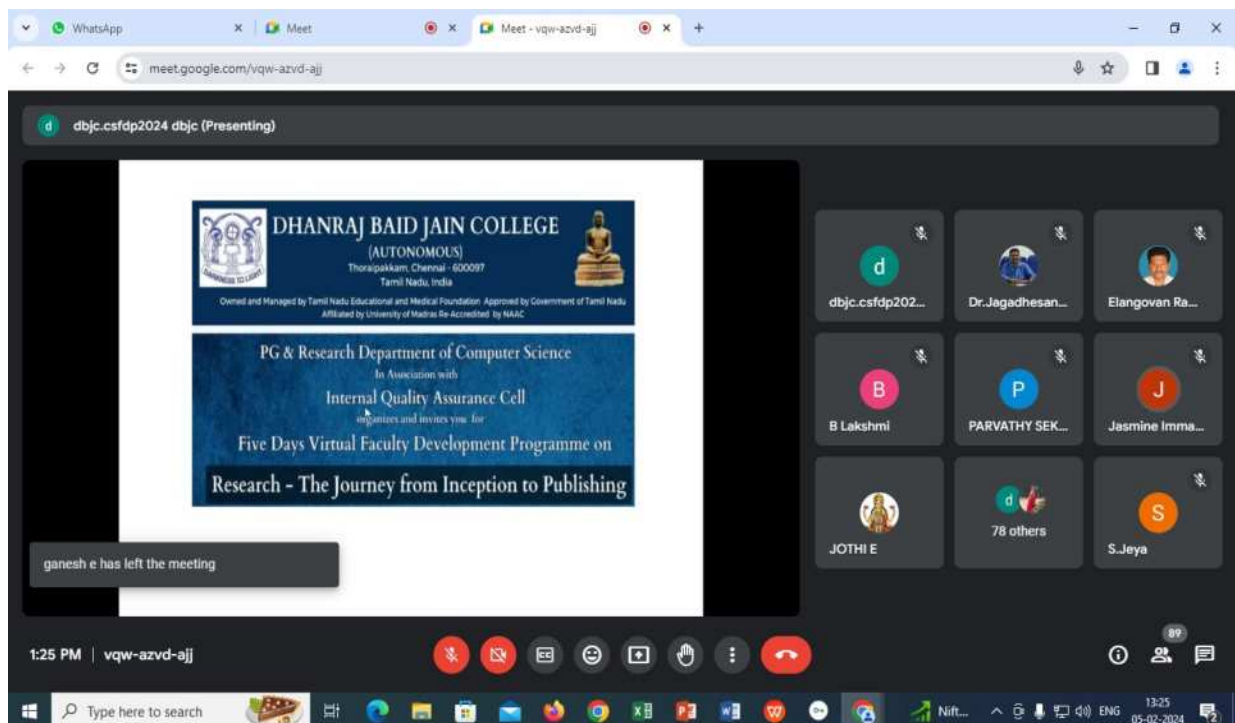 WhatsApp
Meet
Meet - vqw-azvd-ajj
meet.google.com/vqw-azvd-ajj
d dbjc.csfdp2024 dbjc (Presenting)
DHANRAJ BAID JAIN COLLEGE
(AUTONOMOUS)
Thoraipakkam, Chennai - 600097
Tamil Nadu, India
Owned and Managed by Tamil Nadu Educational and Medical Foundation Approved by Government of Tamil Nadu
Affiliated by University of Madras Re-Accredited by NAAC
DARKNESS TO LIGHT
PG & Research Department of Computer Science
In Association with
Internal Quality Assurance Cell
organizes and invites you for
Five Days Virtual Faculty Development Programme on
Research - The Journey from Inception to Publishing
ganesh e has left the meeting
d
dbjc.csfdp202...
Dr.Jagadhesan...
Elangovan Ra...
B
B Lakshmi
P
PARVATHY SEK...
J
Jasmine Imma...
JOTHI E
d
78 others
S
S.Jeya
1:25 PM | vqw-azvd-ajj
CC
89
Type here to search
Nift...
ENG
13:25
05-02-2024
2